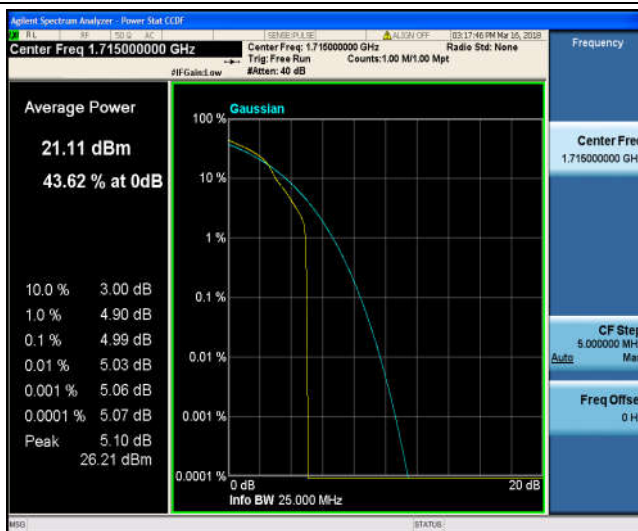 Agilent Spectrum Analyzer - Power Stat CCDF
RL RF 50 Ω AC SENSE:PULSE ALIGN OFF 03:17:46 PM Mar 16, 2018
Center Freq 1.715000000 GHz Center Freq: 1.715000000 GHz Radio Std: None
Trig: Free Run Counts:1.00 M/1.00 Mpt
#IFGain:Low #Atten: 40 dB
Frequency
Average Power
21.11 dBm
43.62 % at 0dB
10.0 % 3.00 dB
1.0 % 4.90 dB
0.1 % 4.99 dB
0.01 % 5.03 dB
0.001 % 5.06 dB
0.0001 % 5.07 dB
Peak 5.10 dB
26.21 dBm
Gaussian
100 %
10 %
1 %
0.1 %
0.01 %
0.001 %
0.0001 %
0 dB 20 dB
Info BW 25.000 MHz
Center Fre
1.715000000 GH
CF Step
5.000000 MH
Auto Ma
Freq Offse
0 H
MSG STATUS